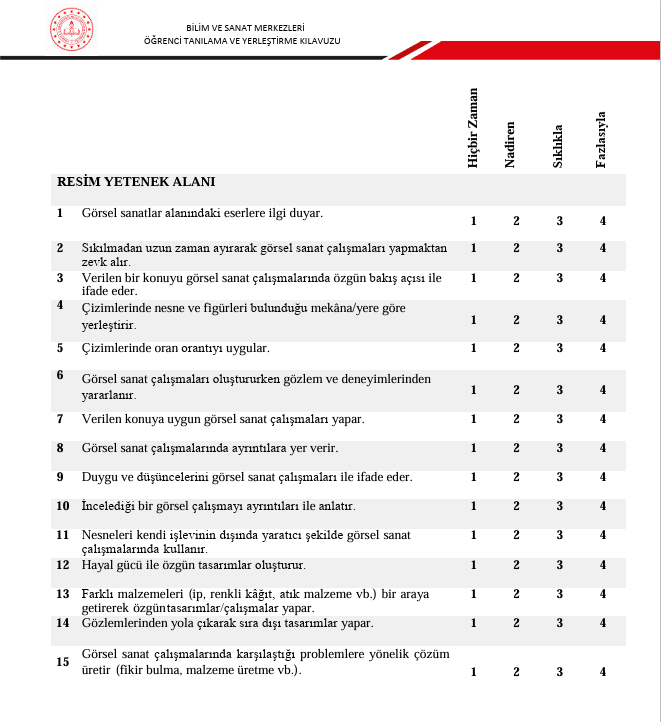 BİLİM VE SANAT MERKEZLERİ
ÖĞRENCİ TANILAMA VE YERLEŞTİRME KILAVUZU
Hiçbir Zaman
Nadiren
Sıklıkla
Fazlasıyla
RESİM YETENEK ALANI
1 Görsel sanatlar alanındaki eserlere ilgi duyar. 1 2 3 4
2 Sıkılmadan uzun zaman ayırarak görsel sanat çalışmaları yapmaktan 1 2 3 4
zevk alır.
3 Verilen bir konuyu görsel sanat çalışmalarında özgün bakış açısı ile 1 2 3 4
ifade eder.
4 Çizimlerinde nesne ve figürleri bulunduğu mekâna/yere göre
yerleştirir. 1 2 3 4
5 Çizimlerinde oran orantıyı uygular. 1 2 3 4
6 Görsel sanat çalışmaları oluştururken gözlem ve deneyimlerinden
yararlanır. 1 2 3 4
7 Verilen konuya uygun görsel sanat çalışmaları yapar. 1 2 3 4
8 Görsel sanat çalışmalarında ayrıntılara yer verir. 1 2 3 4
9 Duygu ve düşüncelerini görsel sanat çalışmaları ile ifade eder. 1 2 3 4
10 İncelediği bir görsel çalışmayı ayrıntıları ile anlatır. 1 2 3 4
11 Nesneleri kendi işlevinin dışında yaratıcı şekilde görsel sanat 1 2 3 4
çalışmalarında kullanır.
12 Hayal gücü ile özgün tasarımlar oluşturur. 1 2 3 4
13 Farklı malzemeleri (ip, renkli kâğıt, atık malzeme vb.) bir araya 1 2 3 4
getirerek özgüntasarımlar/çalışmalar yapar.
14 Gözlemlerinden yola çıkarak sıra dışı tasarımlar yapar. 1 2 3 4
15 Görsel sanat çalışmalarında karşılaştığı problemlere yönelik çözüm
üretir (fikir bulma, malzeme üretme vb.). 1 2 3 4